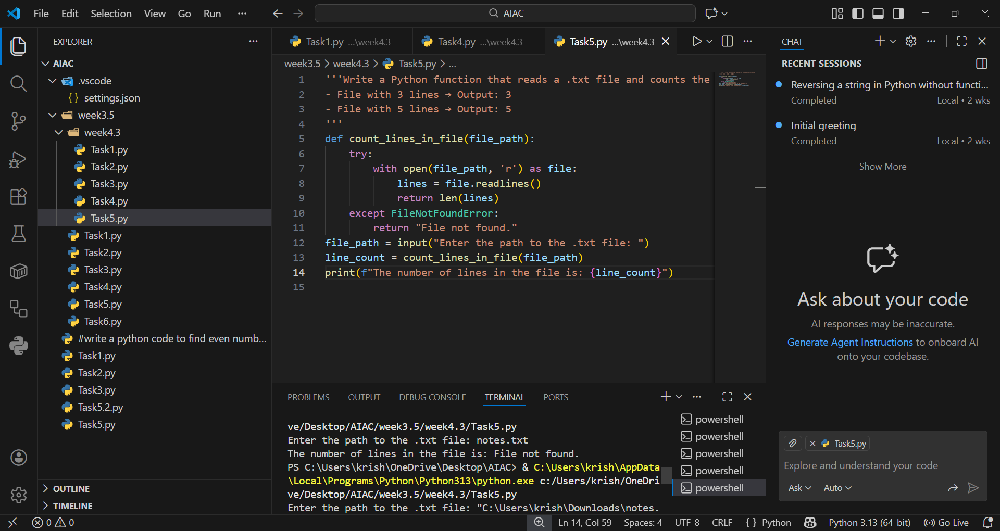 File Edit Selection View Go Run ···
AIAC
EXPLORER
AIAC
.vscode
{} settings.json
week3.5
week4.3
Task1.py
Task2.py
Task3.py
Task4.py
Task5.py
Task1.py
Task2.py
Task3.py
Task4.py
Task5.py
Task6.py
#write a python code to find even numb...
Task1.py
Task2.py
Task3.py
Task5.2.py
Task5.py
OUTLINE
TIMELINE
Task1.py ...\week4.3
Task4.py ...\week4.3
Task5.py ...\week4.3
week3.5 > week4.3 > Task5.py > ...
1 '''Write a Python function that reads a .txt file and counts the
2 - File with 3 lines → Output: 3
3 - File with 5 lines → Output: 5
4 '''
5 def count_lines_in_file(file_path):
6 try:
7 with open(file_path, 'r') as file:
8 lines = file.readlines()
9 return len(lines)
10 except FileNotFoundError:
11 return "File not found."
12 file_path = input("Enter the path to the .txt file: ")
13 line_count = count_lines_in_file(file_path)
14 print(f"The number of lines in the file is: {line_count}")
15
PROBLEMS OUTPUT DEBUG CONSOLE TERMINAL PORTS
ve/Desktop/AIAC/week3.5/week4.3/Task5.py
Enter the path to the .txt file: notes.txt
The number of lines in the file is: File not found.
PS C:\Users\krish\OneDrive\Desktop\AIAC> & C:\Users\krish\AppData
\Local\Programs\Python\Python313\python.exe c:/Users/krish/OneDri
ve/Desktop/AIAC/week3.5/week4.3/Task5.py
Enter the path to the .txt file: "C:\Users\krish\Downloads\notes.
powershell
powershell
powershell
powershell
powershell
CHAT
RECENT SESSIONS
Reversing a string in Python without functi...
Completed Local • 2 wks
Initial greeting
Completed Local • 2 wks
Show More
Ask about your code
AI responses may be inaccurate.
Generate Agent Instructions to onboard AI
onto your codebase.
Task5.py
Explore and understand your code
Ask Auto
0 0 Ln 14, Col 59 Spaces: 4 UTF-8 CRLF {} Python Python 3.13 (64-bit) Go Live